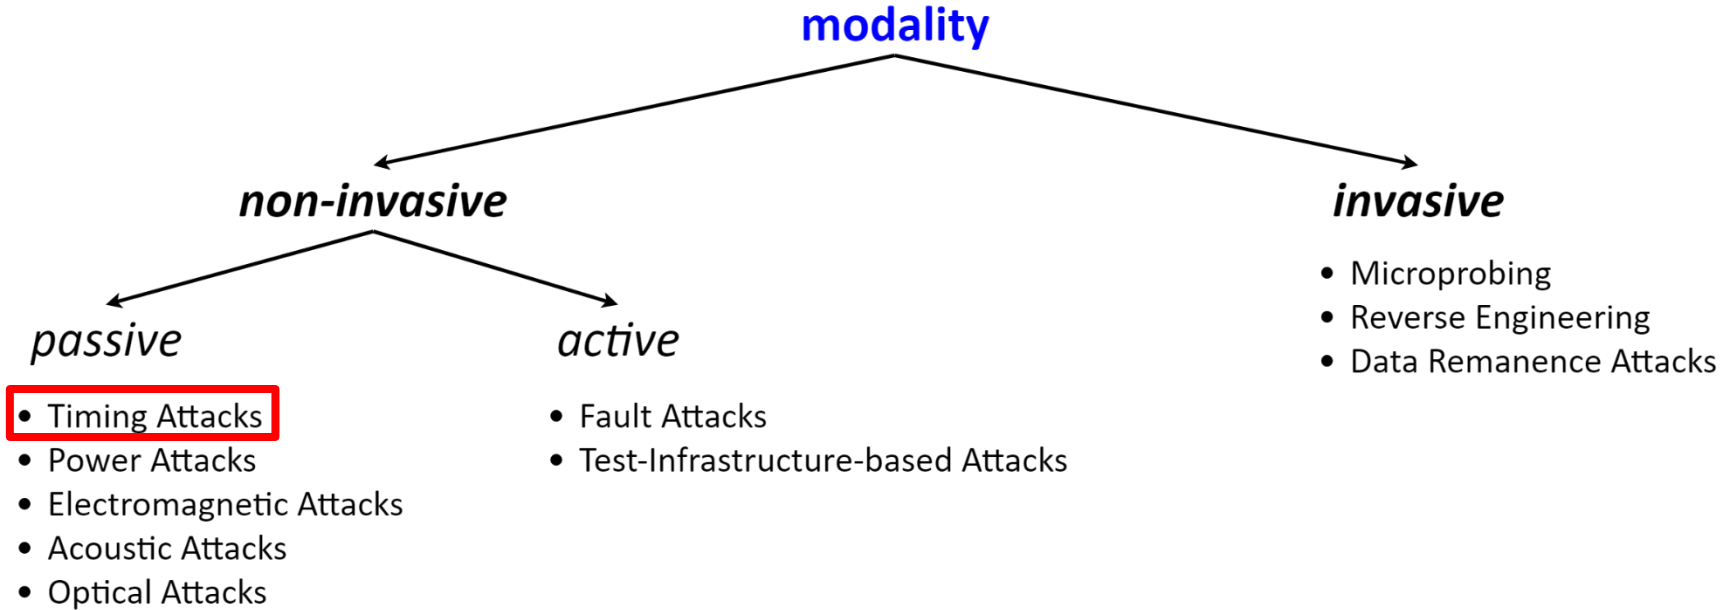 modality
non-invasive
invasive
passive
active
• Timing Attacks
• Power Attacks
• Electromagnetic Attacks
• Acoustic Attacks
• Optical Attacks
• Fault Attacks
• Test-Infrastructure-based Attacks
• Microprobing
• Reverse Engineering
• Data Remanence Attacks